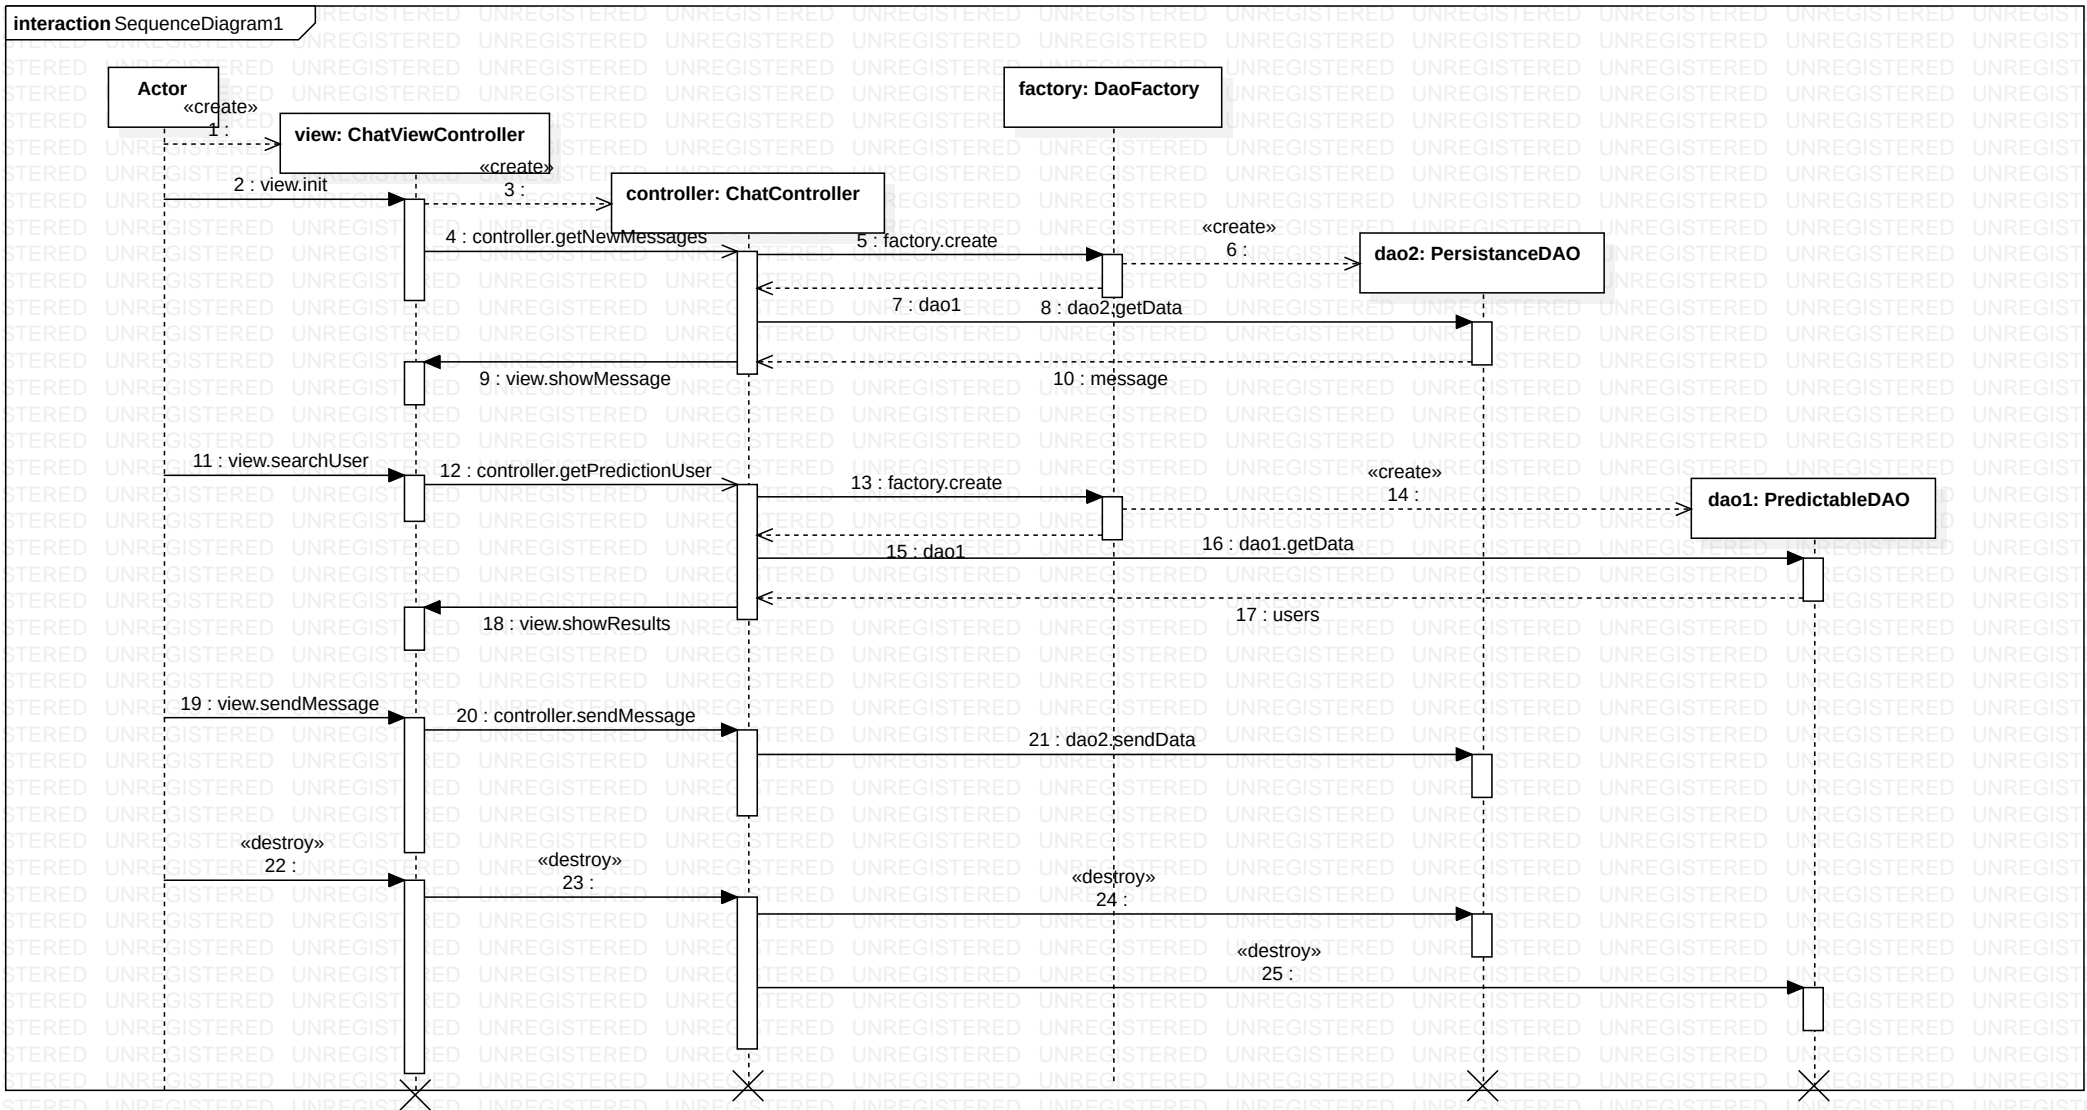 interaction SequenceDiagram1
Actor
factory: DaoFactory
«create»
1 :
view: ChatViewController
«create»
3 :
2 : view.init
controller: ChatController
4 : controller.getNewMessages
5 : factory.create
«create»
6 :
dao2: PersistanceDAO
7 : dao1
8 : dao2.getData
9 : view.showMessage
10 : message
11 : view.searchUser
12 : controller.getPredictionUser
13 : factory.create
«create»
14 :
dao1: PredictableDAO
15 : dao1
16 : dao1.getData
17 : users
18 : view.showResults
19 : view.sendMessage
20 : controller.sendMessage
21 : dao2.sendData
«destroy»
22 :
«destroy»
23 :
«destroy»
24 :
«destroy»
25 :
UNREGISTERED